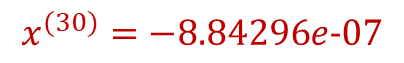 x^(30) = −8.84296e-07